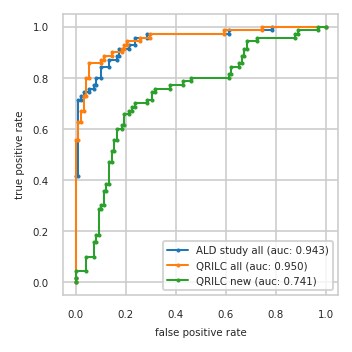 1.0
0.8
0.6
0.4
0.2
0.0
true positive rate
ALD study all (auc: 0.943)
QRILC all (auc: 0.950)
QRILC new (auc: 0.741)
0.0 0.2 0.4 0.6 0.8 1.0
false positive rate